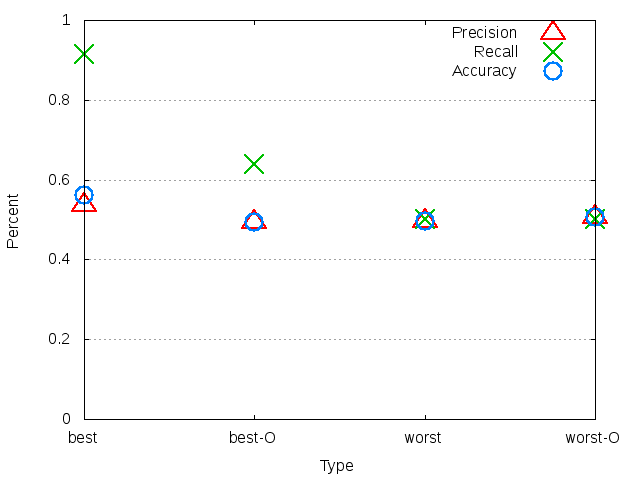 1
Precision
Recall
Accuracy
0.8
0.6
0.4
0.2
0
Percent
best
best-O
worst
worst-O
Type